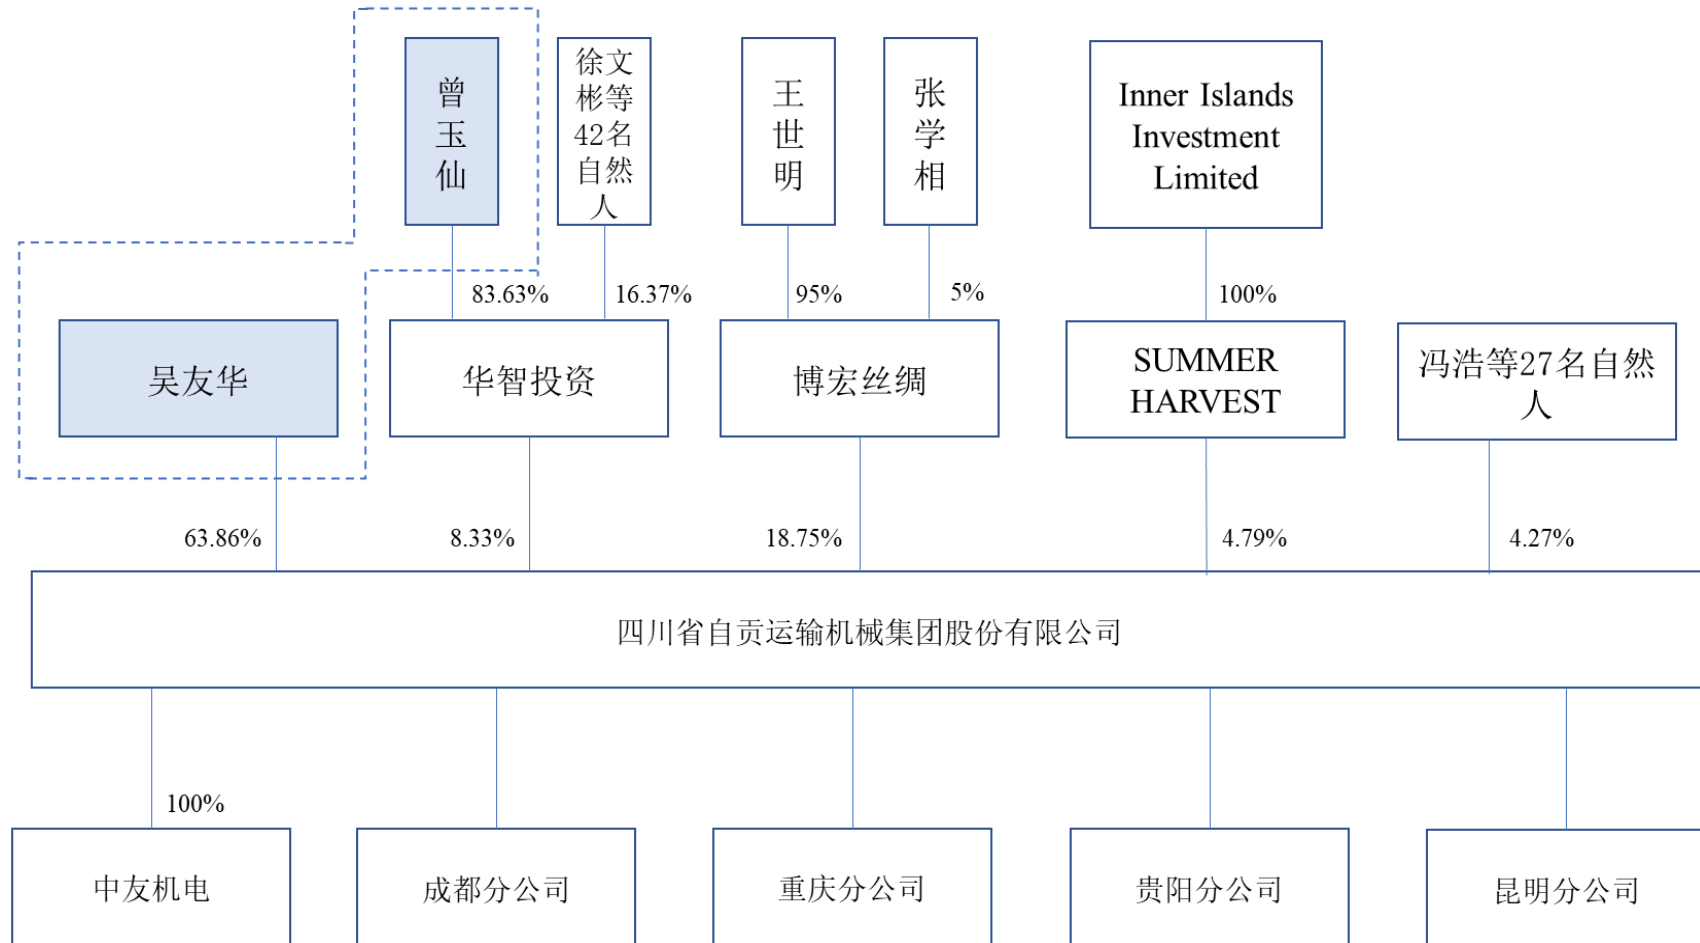 曾
玉
仙
徐文
彬等
42名
自然
人
王
世
明
张
学
相
Inner Islands
Investment
Limited
83.63%
16.37%
95%
5%
100%
吴友华
华智投资
博宏丝绸
SUMMER
HARVEST
冯浩等27名自然
人
63.86%
8.33%
18.75%
4.79%
4.27%
四川省自贡运输机械集团股份有限公司
100%
中友机电
成都分公司
重庆分公司
贵阳分公司
昆明分公司